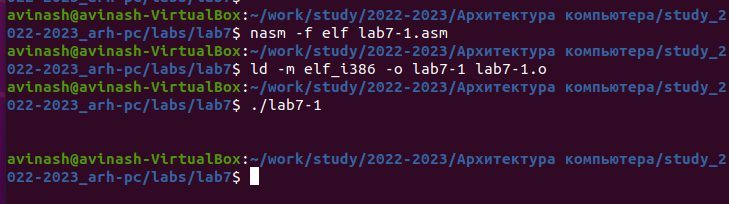 avinash@avinash-VirtualBox:~/work/study/2022-2023/Архитектура компьютера/study_2
022-2023_arh-pc/labs/lab7$ nasm -f elf lab7-1.asm
avinash@avinash-VirtualBox:~/work/study/2022-2023/Архитектура компьютера/study_2
022-2023_arh-pc/labs/lab7$ ld -m elf_i386 -o lab7-1 lab7-1.o
avinash@avinash-VirtualBox:~/work/study/2022-2023/Архитектура компьютера/study_2
022-2023_arh-pc/labs/lab7$ ./lab7-1
avinash@avinash-VirtualBox:~/work/study/2022-2023/Архитектура компьютера/study_2
022-2023_arh-pc/labs/lab7$